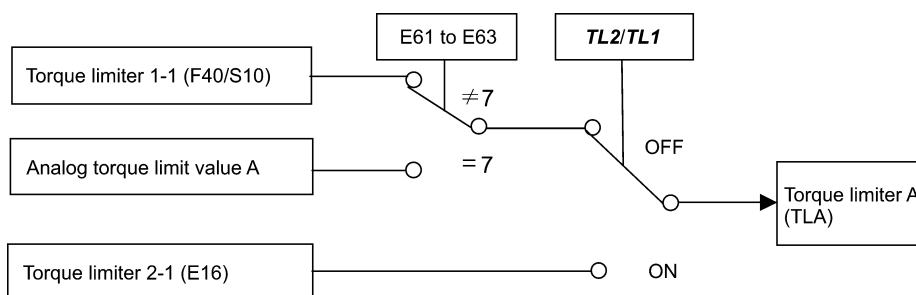 E61 to E63
TL2/TL1
Torque limiter 1-1 (F40/S10)
≠7
OFF
Analog torque limit value A
=7
Torque limiter A
(TLA)
Torque limiter 2-1 (E16)
ON